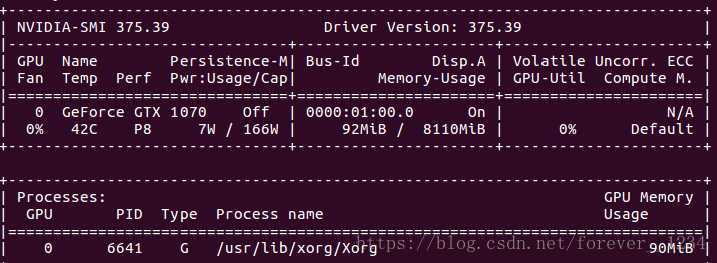 +-----------------------------------------------------------------------------+
| NVIDIA-SMI 375.39                 Driver Version: 375.39                    |
|-------------------------------+----------------------+----------------------+
| GPU  Name        Persistence-M| Bus-Id        Disp.A | Volatile Uncorr. ECC |
| Fan  Temp  Perf  Pwr:Usage/Cap|         Memory-Usage | GPU-Util  Compute M. |
|===============================+======================+======================|
|   0  GeForce GTX 1070    Off  | 0000:01:00.0      On |                  N/A |
|  0%   42C    P8     7W / 166W |     92MiB /  8110MiB |      0%      Default |
+-------------------------------+----------------------+----------------------+
+-----------------------------------------------------------------------------+
| Processes:                                                       GPU Memory |
|  GPU       PID  Type  Process name                               Usage      |
|=============================================================================|
|    0      6641    G   /usr/lib/xorg/Xorg                              90MiB |
https://blog.csdn.net/forever_1234